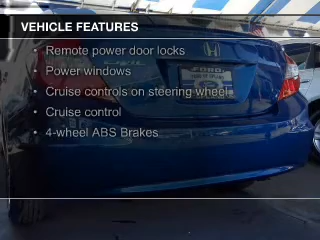 VEHICLE FEATURES
• Remote power door locks
• Power windows
• Cruise controls on steering wheel
• Cruise control
• 4-wheel ABS Brakes
FORD